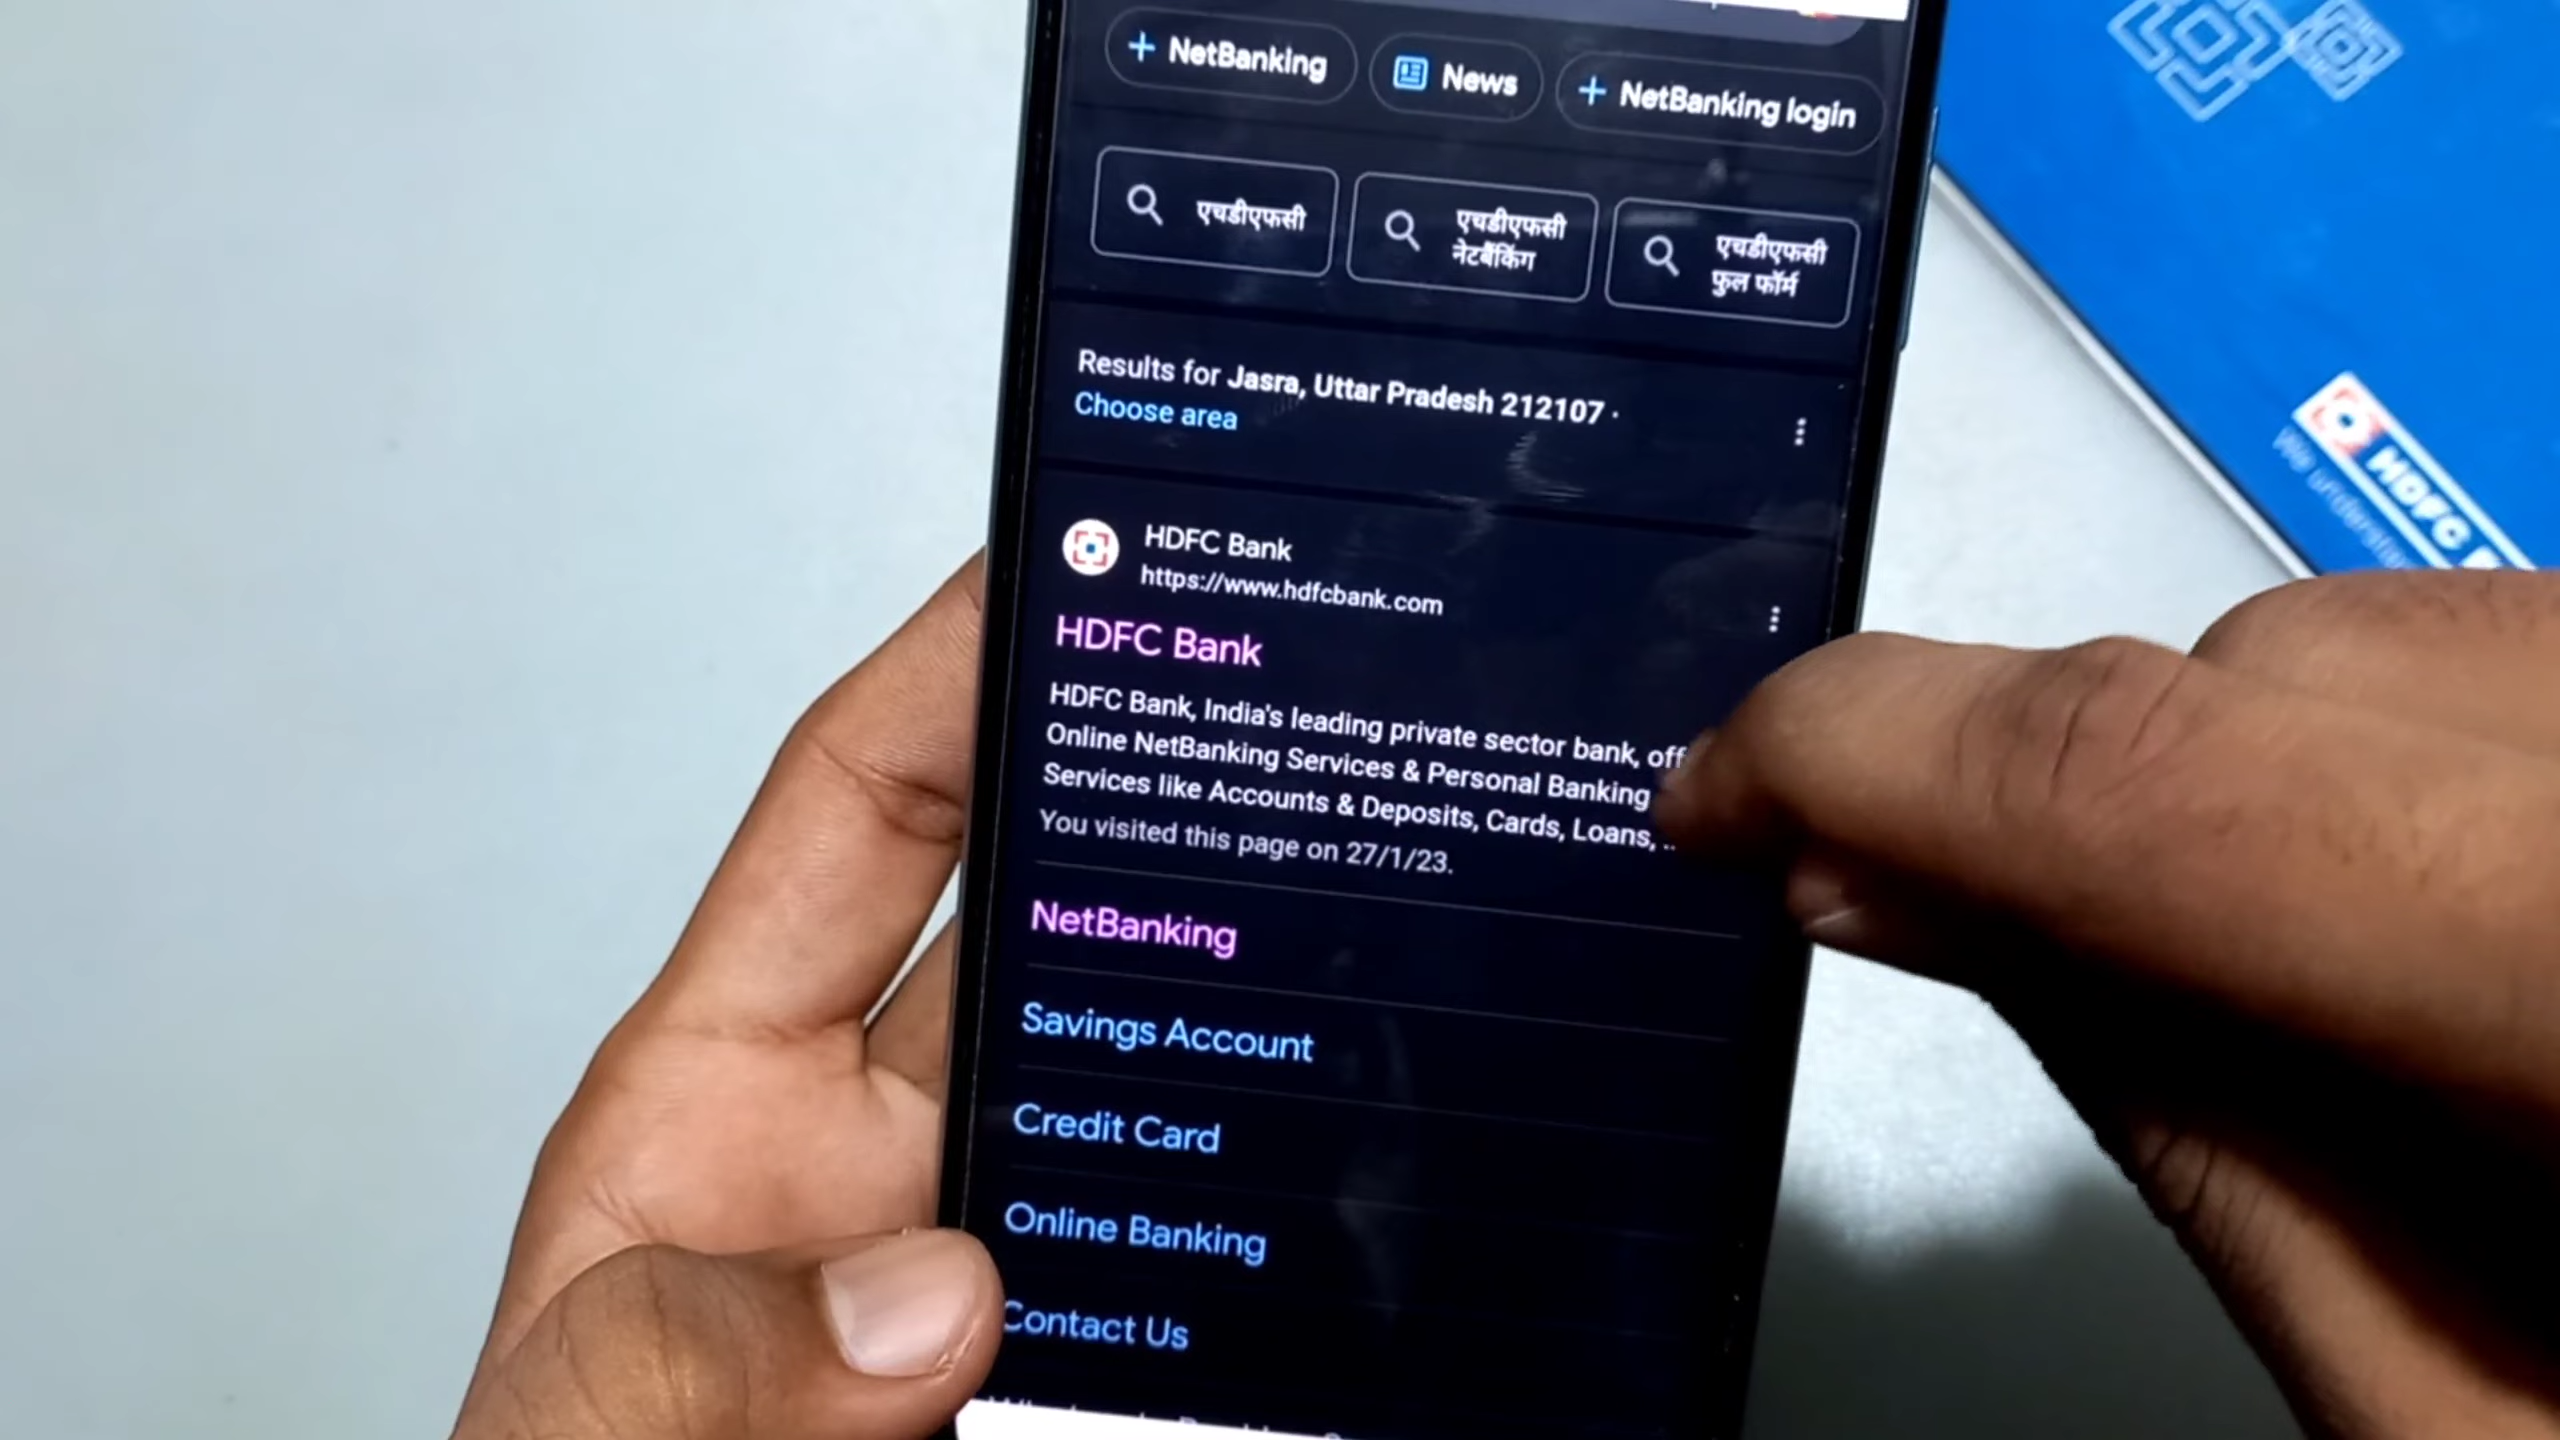 NetBanking
News
NetBanking login
एचडीएफसी
एचडीएफसी
नेटबैंकिंग
एचडीएफसी
फुल फॉर्म
Results for Jasra, Uttar Pradesh 212107 ·
Choose area
HDFC Bank
https://www.hdfcbank.com
HDFC Bank
HDFC Bank, India's leading private sector bank,
Online NetBanking Services & Personal Banking
Services like Accounts & Deposits, Cards, Loans, ..
You visited this page on 27/1/23.
NetBanking
Savings Account
Credit Card
Online Banking
Contact Us
HDFC
We